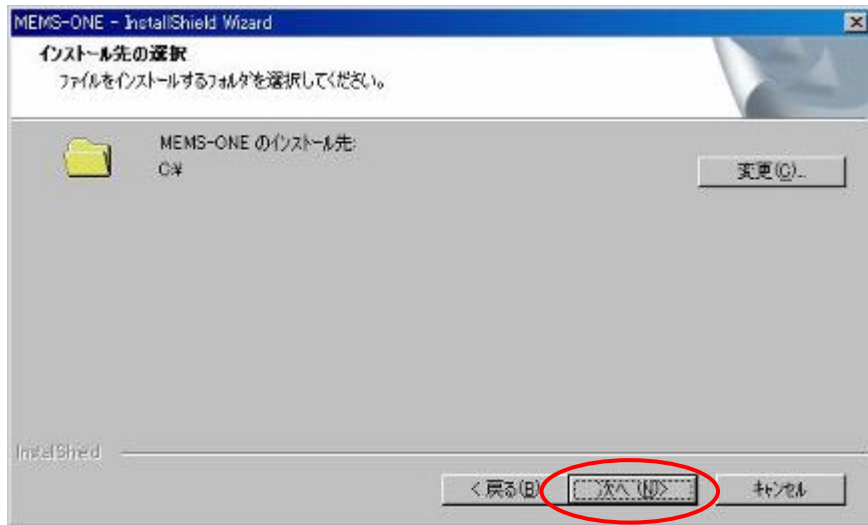 MEMS-ONE - InstallShield Wizard
インストール先の選択
ファイルをインストールするフォルダを選択してください。
MEMS-ONE のインストール先:
C:¥
変更(C)...
InstallShield
< 戻る(B)
次へ(N)>
キャンセル